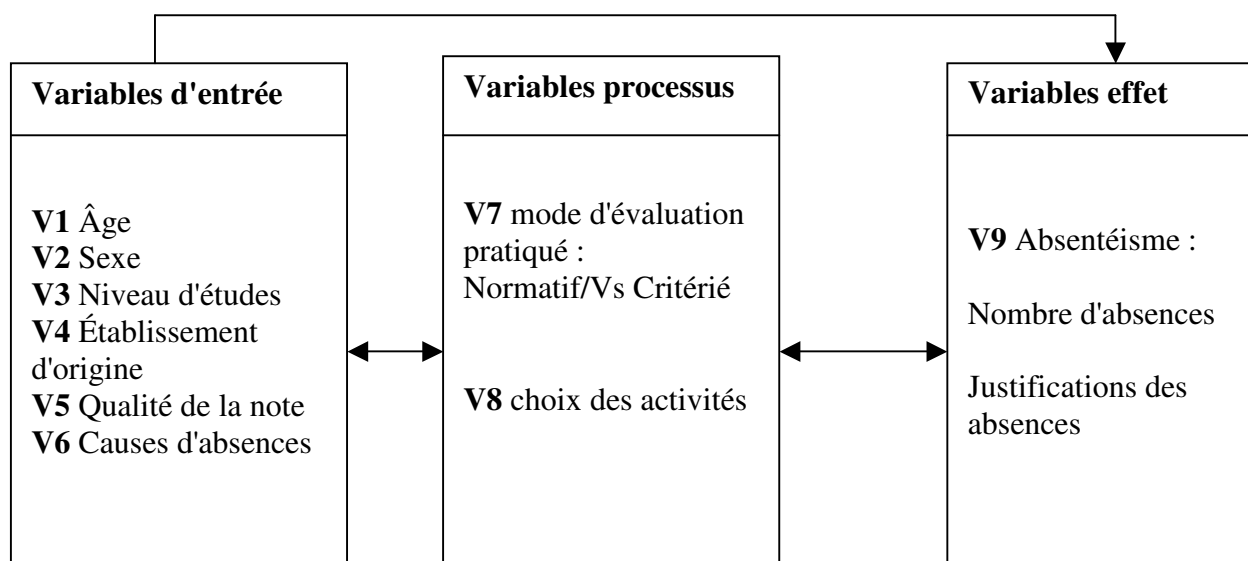 Variables d'entrée
V1 Âge
V2 Sexe
V3 Niveau d'études
V4 Établissement
d'origine
V5 Qualité de la note
V6 Causes d'absences
Variables processus
V7 mode d'évaluation
pratiqué :
Normatif/Vs Critérié
V8 choix des activités
Variables effet
V9 Absentéisme :
Nombre d'absences
Justifications des
absences